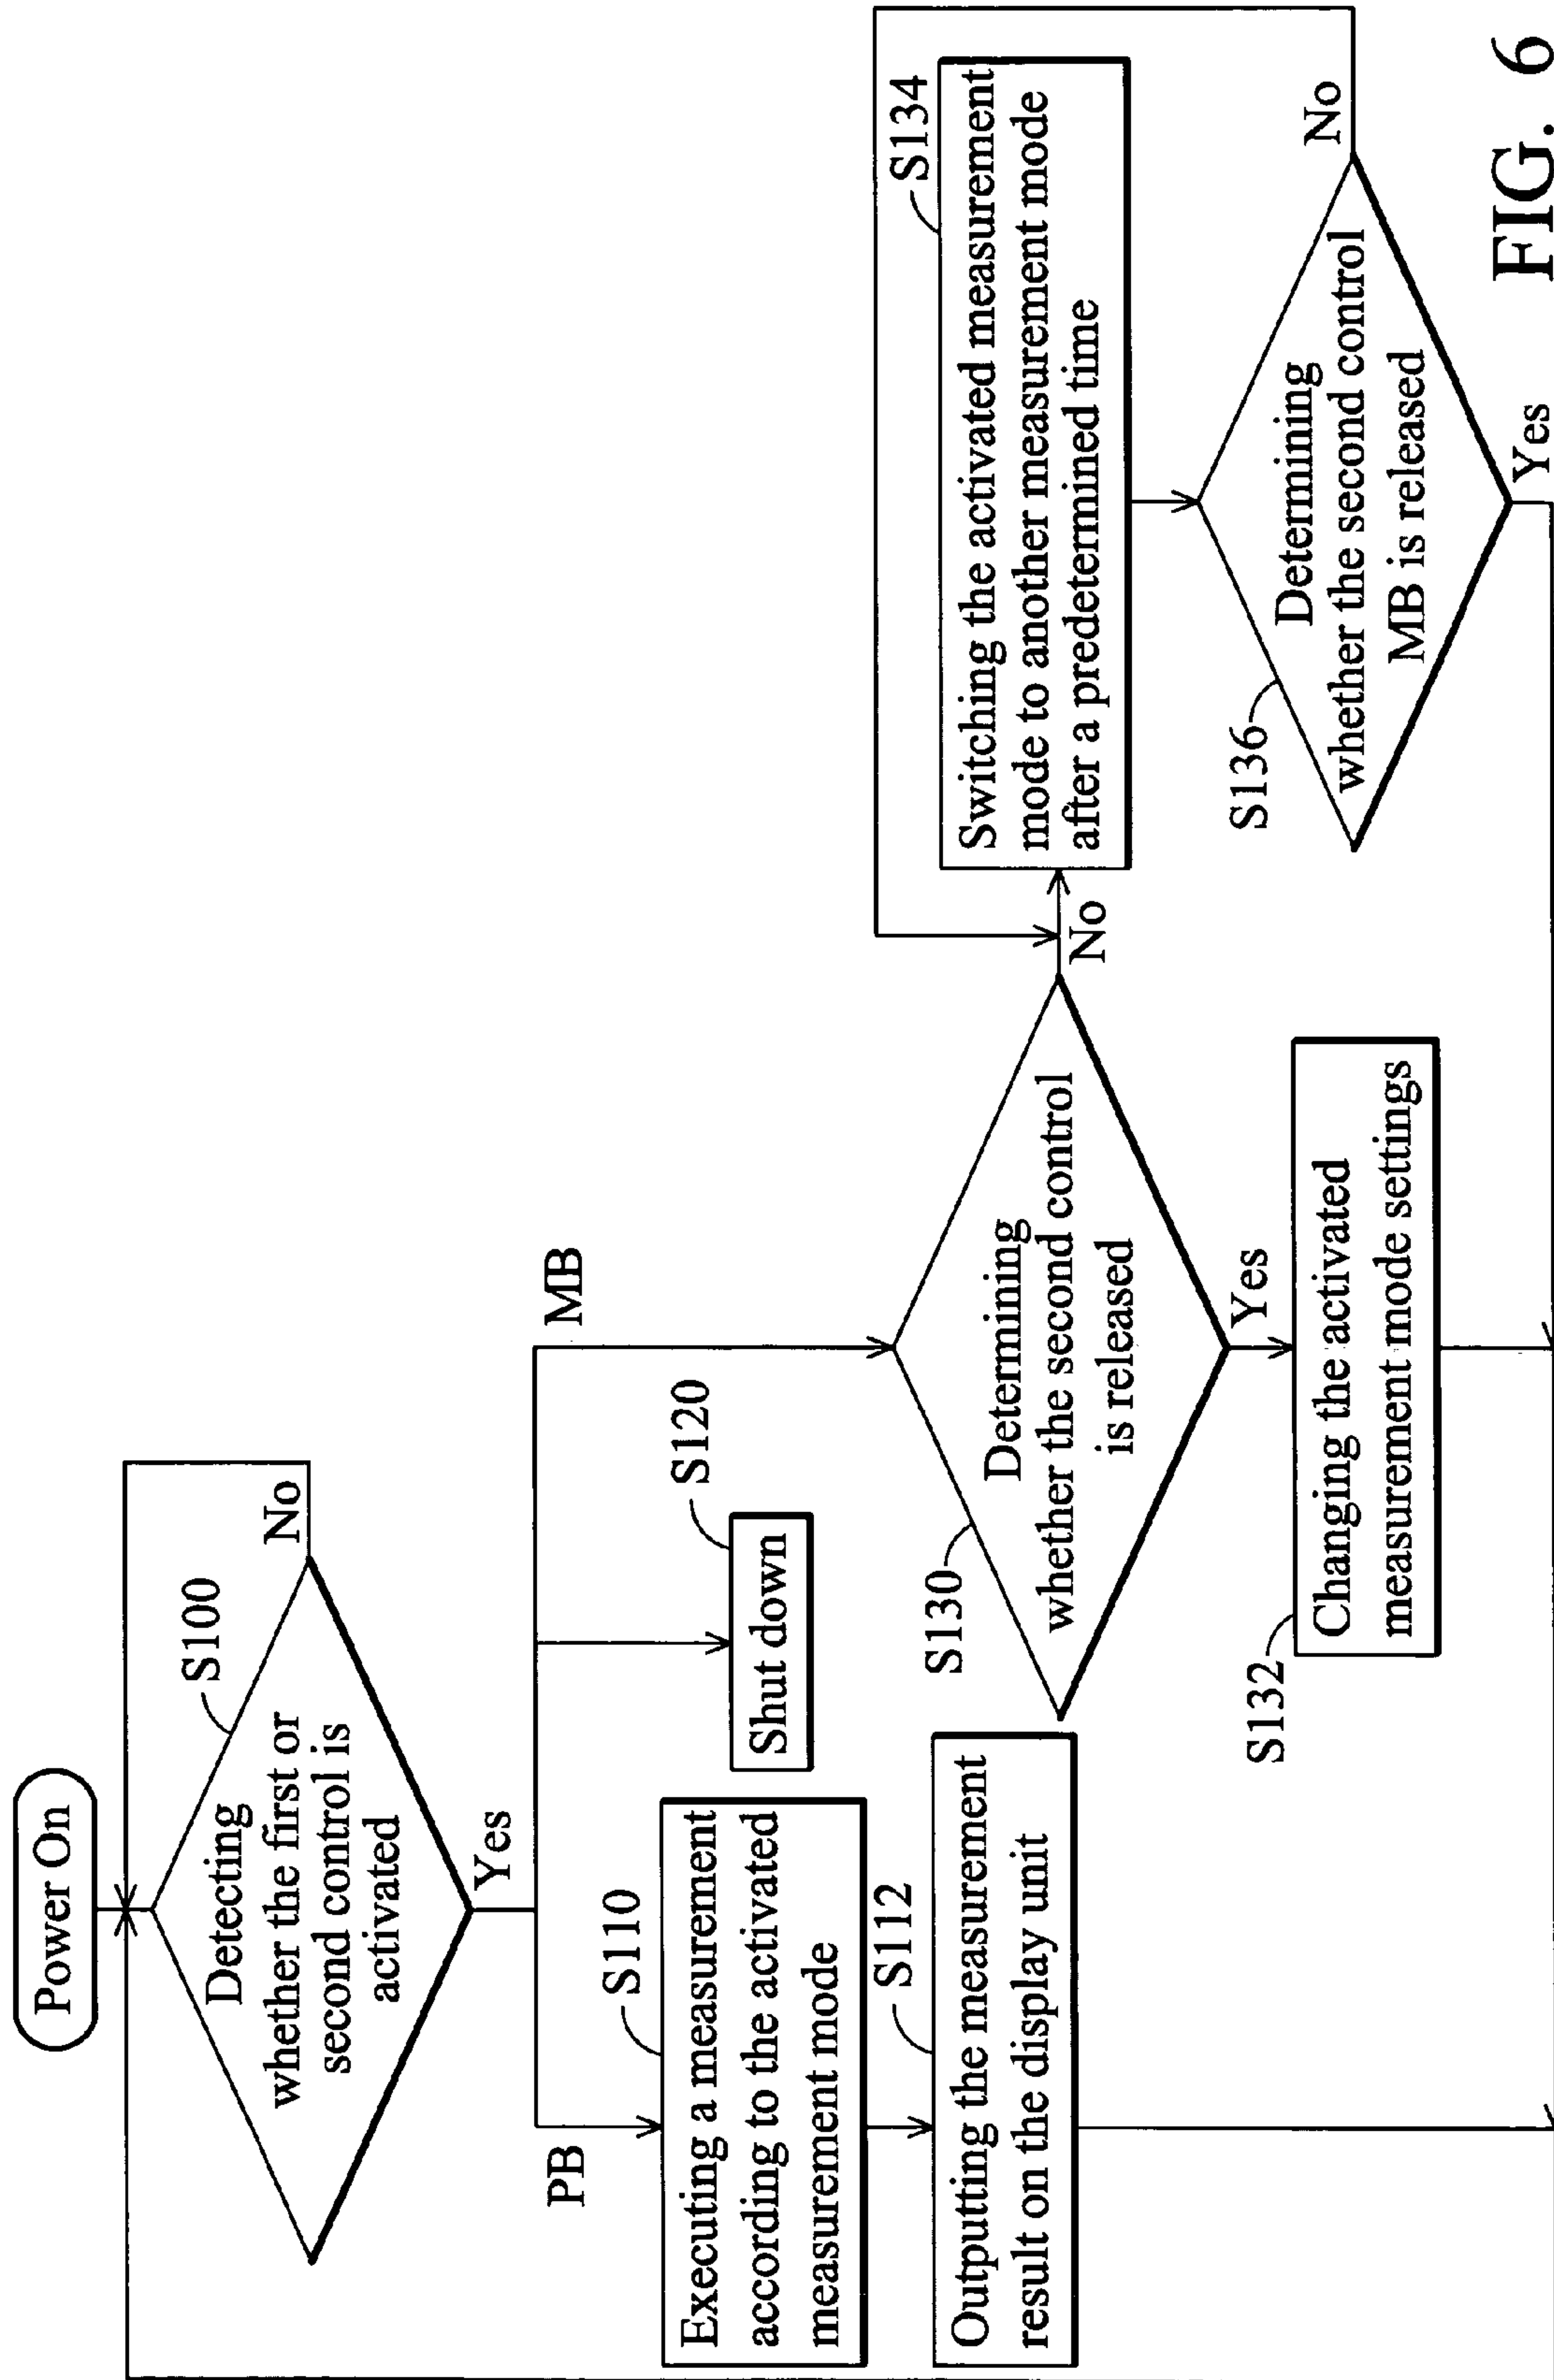 Power On
Detecting
whether the first or
second control is
activated
S100
No
Yes
PB
MB
S110
Executing a measurement
according to the activated
measurement mode
S112
Outputting the measurement
result on the display unit
S120
Shut down
S130
Determining
whether the second control
is released
No
Yes
S132
Changing the activated
measurement mode settings
S134
Switching the activated measurement
mode to another measurement mode
after a predetermined time
S136
Determining
whether the second control
MB is released
No
Yes
FIG. 6